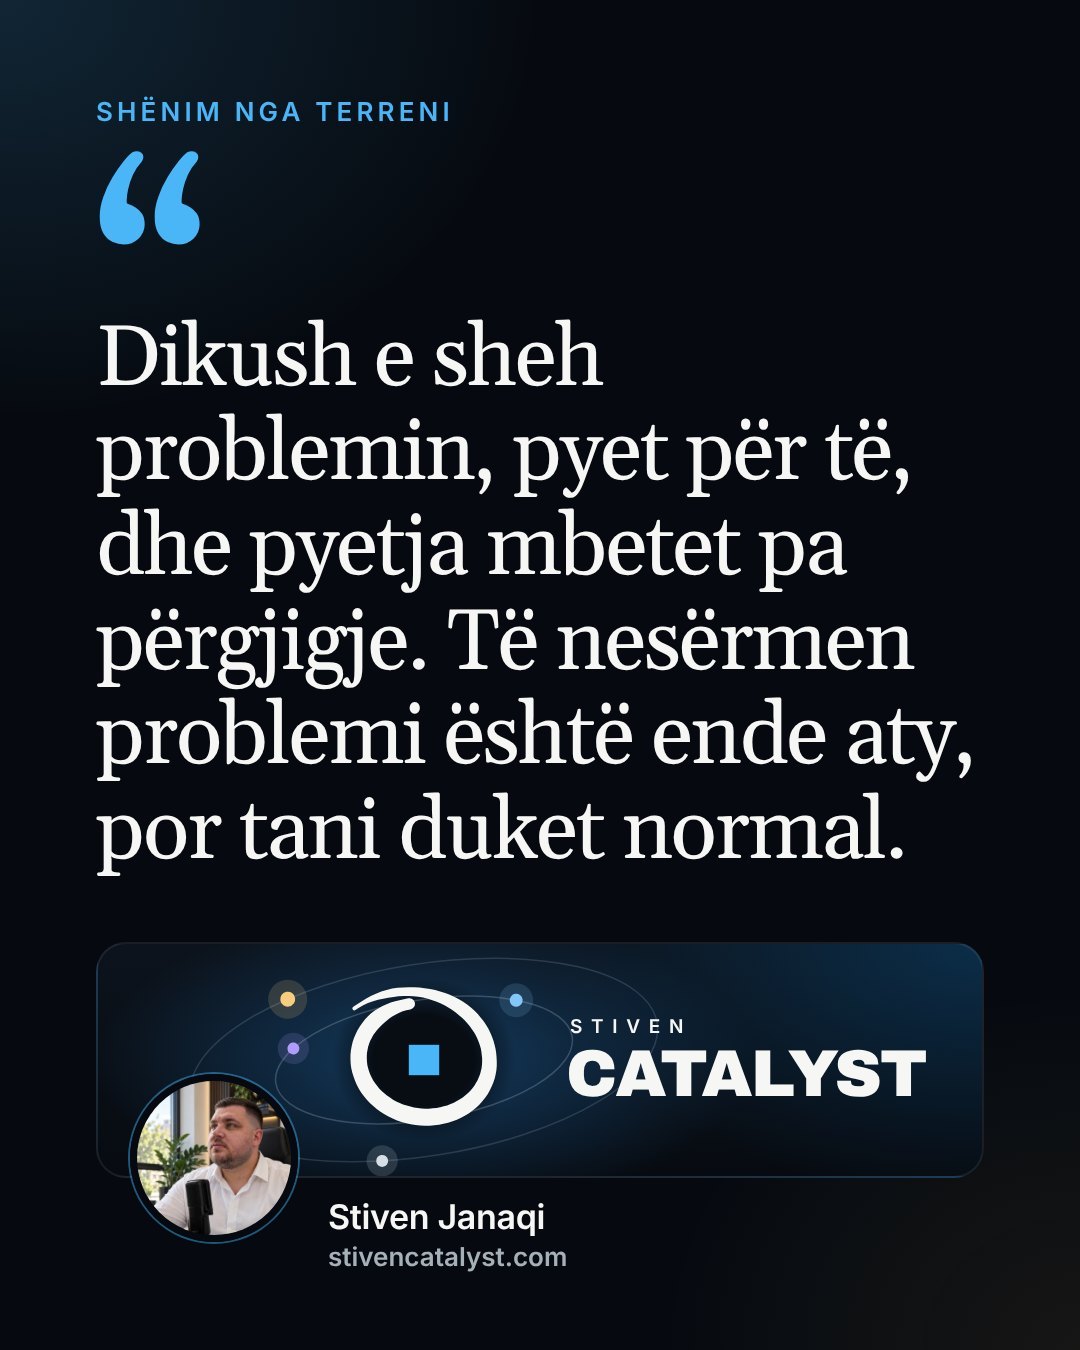 SHËNIM NGA TERRENI
“
Dikush e sheh
problemin, pyet për të,
dhe pyetja mbetet pa
përgjigje. Të nesërmen
problemi është ende aty,
por tani duket normal.
STIVEN
CATALYST
Stiven Janaqi
stivencatalyst.com